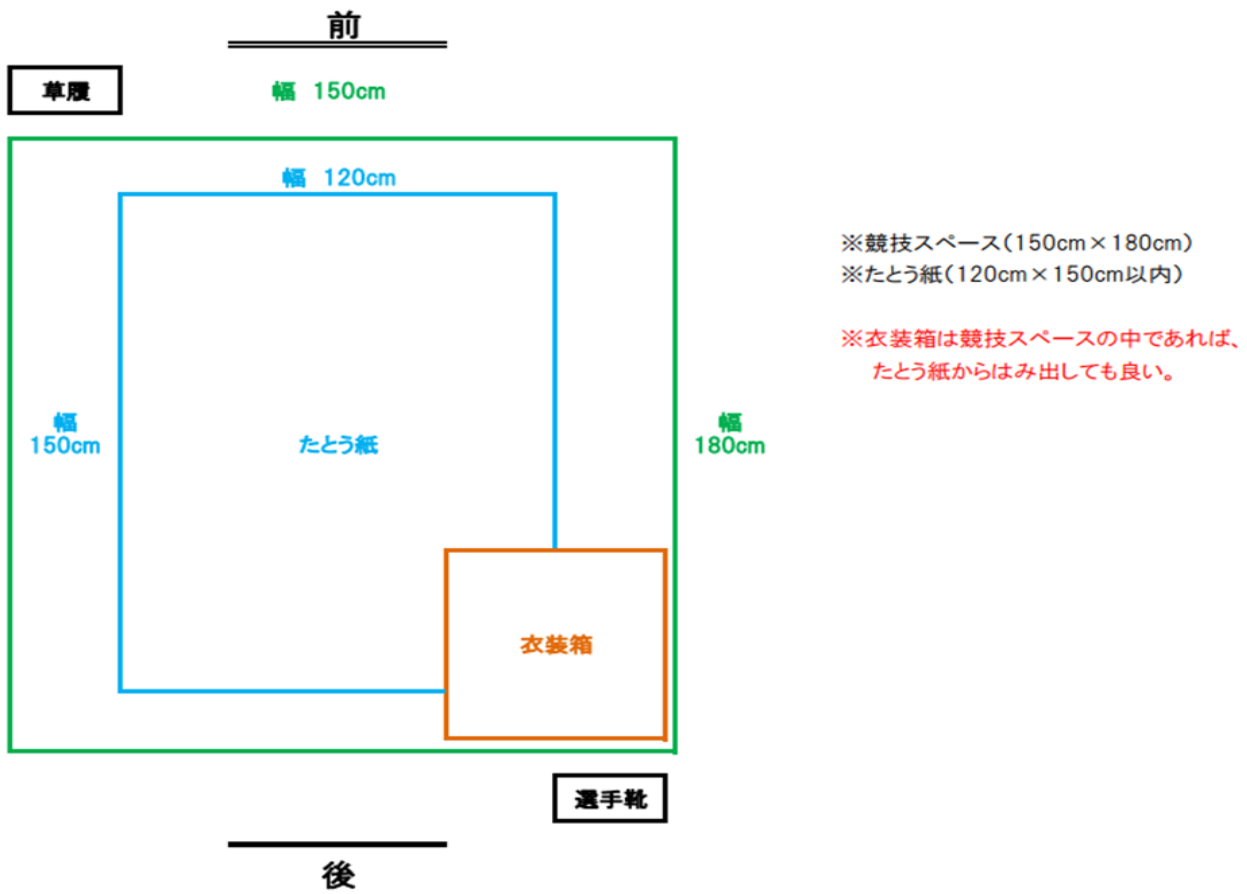 前
草履
幅 150cm
幅 120cm
※競技スペース(150cm×180cm)
※たとう紙(120cm×150cm以内)
※衣装箱は競技スペースの中であれば、
たとう紙からはみ出しても良い。
幅
150cm
たとう紙
幅
180cm
衣装箱
選手靴
後